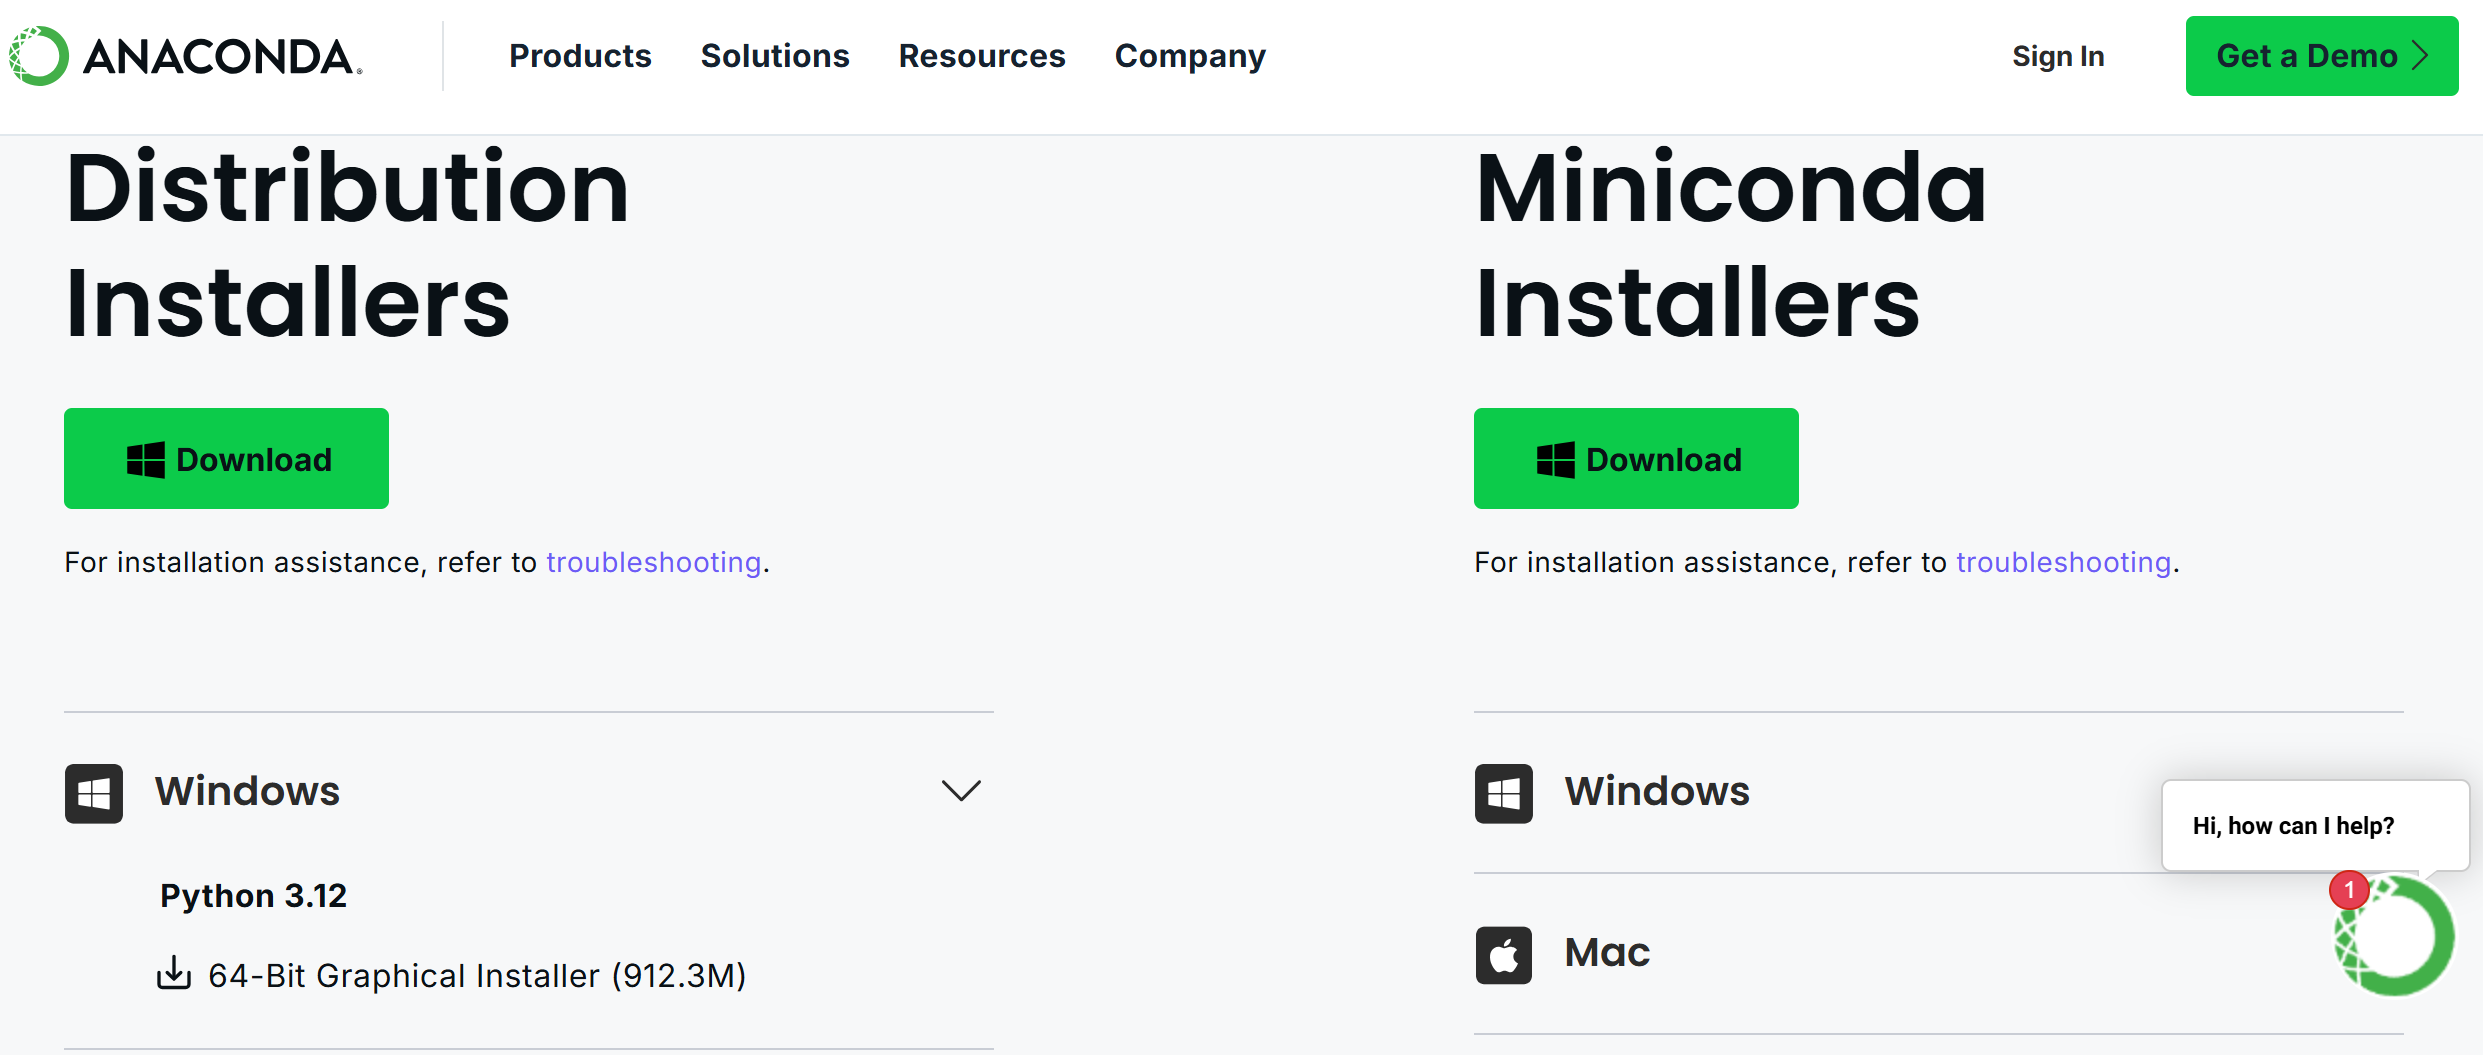 ANACONDA.
Products Solutions Resources Company Sign In Get a Demo
Distribution
Installers
Download
For installation assistance, refer to troubleshooting.
Windows
Python 3.12
64-Bit Graphical Installer (912.3M)
Miniconda
Installers
Download
For installation assistance, refer to troubleshooting.
Windows
Mac
Hi, how can I help?
1